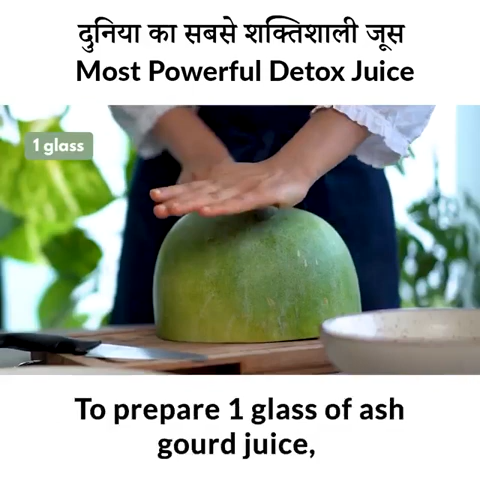 दुनिया का सबसे शक्तिशाली जूस
Most Powerful Detox Juice
1 glass
To prepare 1 glass of ash
gourd juice,